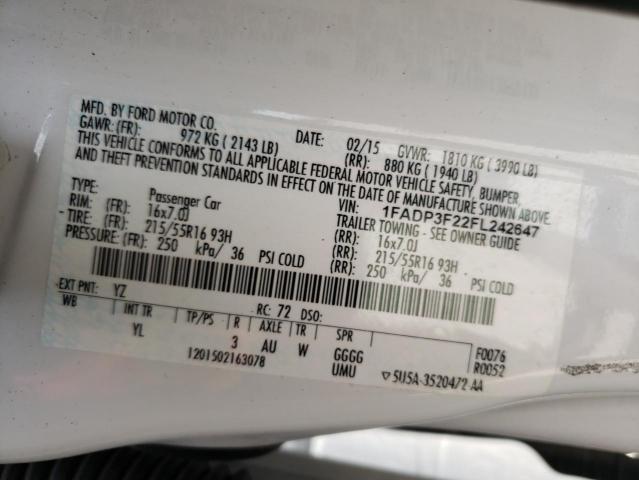 MFD. BY FORD MOTOR CO.
DATE: 02/15 GVWR: 1810 KG ( 3990 LB)
GAWR: (FR): 972 KG ( 2143 LB) (RR): 880 KG ( 1940 LB)
THIS VEHICLE CONFORMS TO ALL APPLICABLE FEDERAL MOTOR VEHICLE SAFETY, BUMPER,
AND THEFT PREVENTION STANDARDS IN EFFECT ON THE DATE OF MANUFACTURE SHOWN ABOVE.
VIN: 1FADP3F22FL242647
TYPE: Passenger Car TRAILER TOWING - SEE OWNER GUIDE
RIM: (FR): 16x7.0J (RR): 16x7.0J
TIRE: (FR): 215/55R16 93H (RR): 215/55R16 93H
PRESSURE: (FR): 250 kPa/ 36 PSI COLD (RR): 250 kPa/ 36 PSI COLD
EXT PNT: YZ RC: 72 DSO:
WB INT TR TP/PS R AXLE TR SPR
YL 3 AU W GGGG F0076
UMU R0052
1201502163078 ▽5U5A-3520472-AA